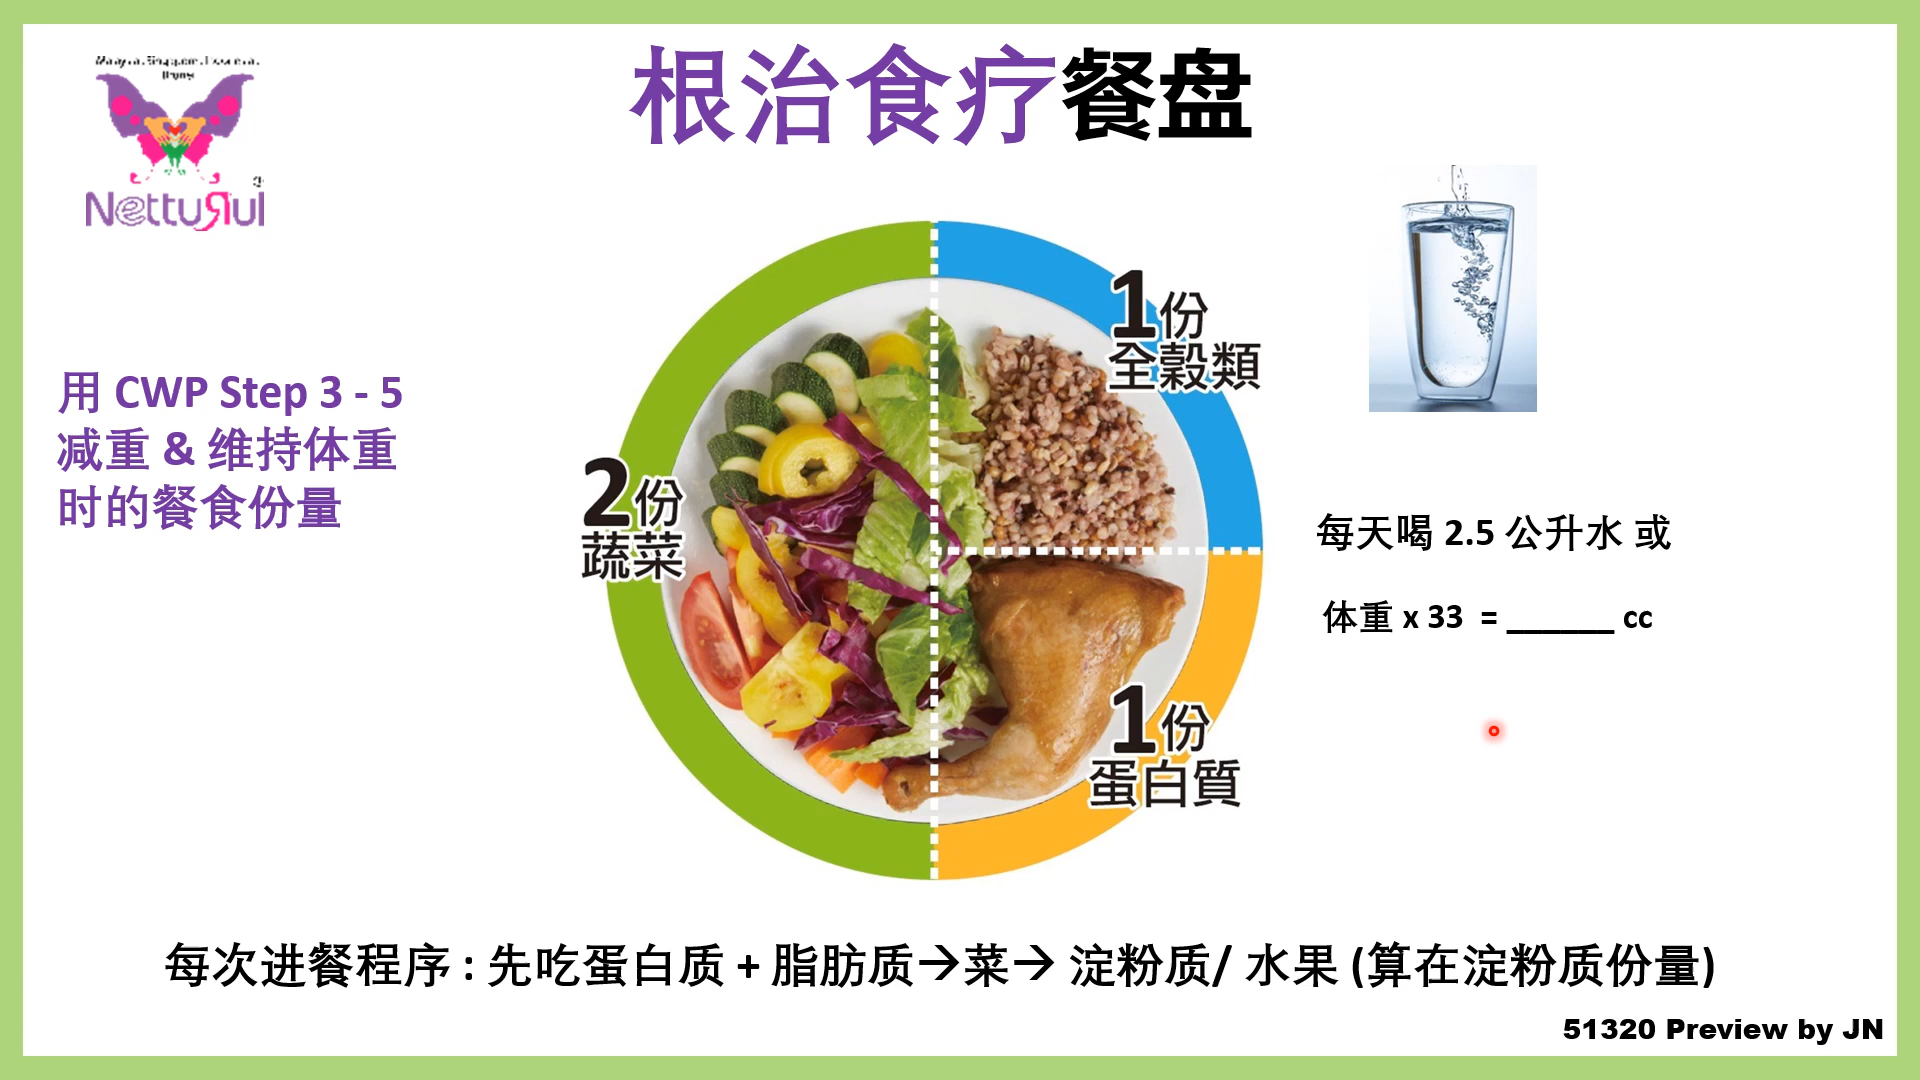 根治食疗餐盘
NettuRul
用 CWP Step 3 - 5
减重 & 维持体重
时的餐食份量
1份
全穀類
2份
蔬菜
1份
蛋白質
每天喝 2.5 公升水 或
体重 x 33 = ______ cc
每次进餐程序 : 先吃蛋白质 + 脂肪质→菜→ 淀粉质/ 水果 (算在淀粉质份量)
51320 Preview by JN